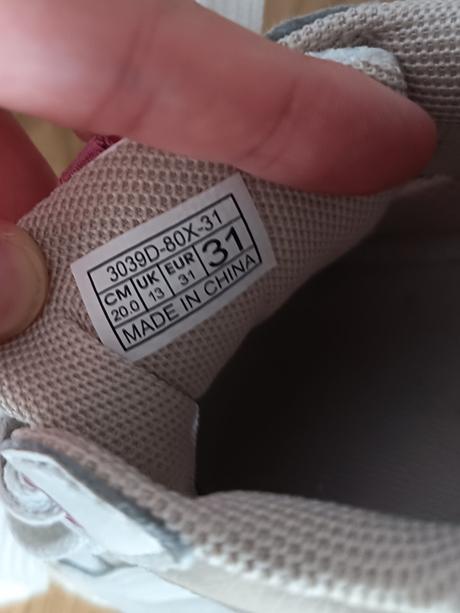 3039D-80X-31
CM UK EUR 31
20.0 13 31
MADE IN CHINA